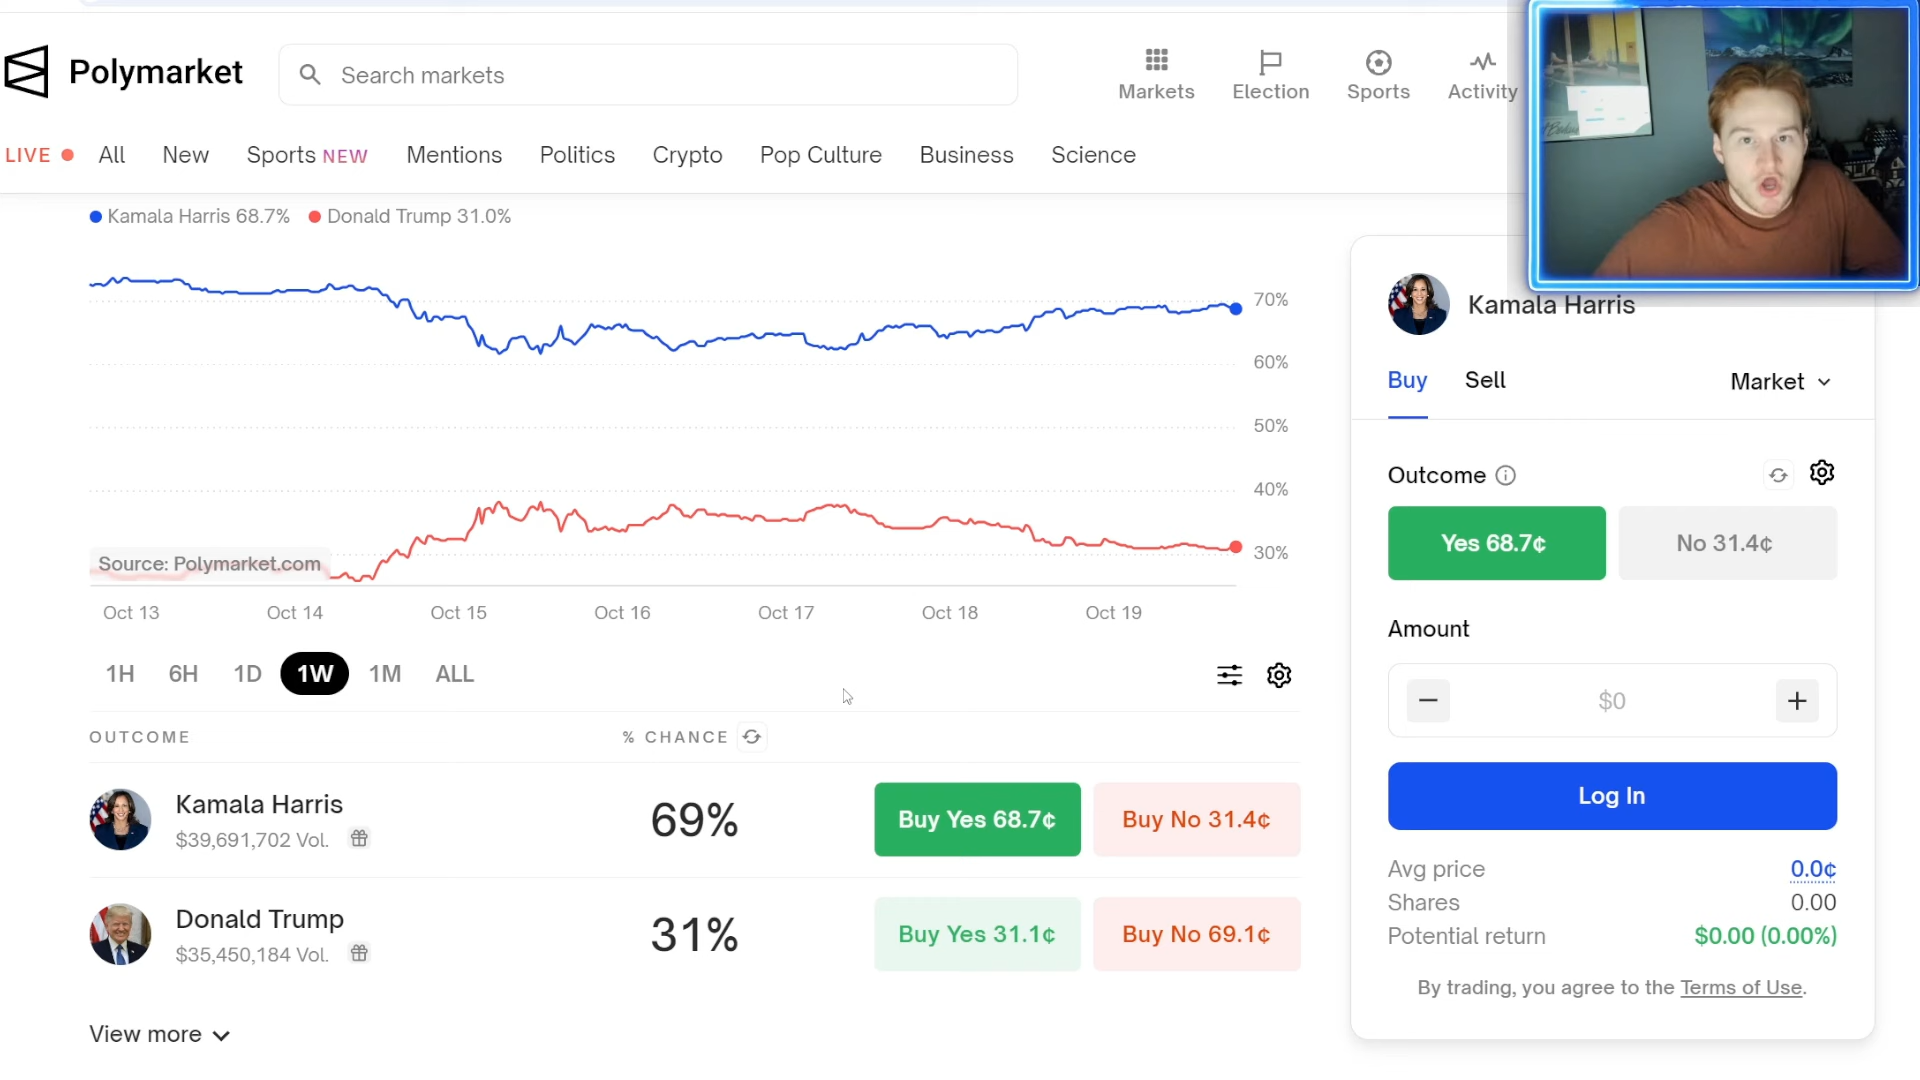 Polymarket
Search markets
Markets
Election
Sports
Activity
LIVE
All
New
Sports NEW
Mentions
Politics
Crypto
Pop Culture
Business
Science
Kamala Harris 68.7%
Donald Trump 31.0%
70%
60%
50%
40%
30%
Source: Polymarket.com
Oct 13
Oct 14
Oct 15
Oct 16
Oct 17
Oct 18
Oct 19
1H
6H
1D
1W
1M
ALL
OUTCOME
% CHANCE
Kamala Harris
$39,691,702 Vol.
69%
Buy Yes 68.7¢
Buy No 31.4¢
Donald Trump
$35,450,184 Vol.
31%
Buy Yes 31.1¢
Buy No 69.1¢
View more
Kamala Harris
Buy
Sell
Market
Outcome
Yes 68.7¢
No 31.4¢
Amount
$0
Log In
Avg price
0.0¢
Shares
0.00
Potential return
$0.00 (0.00%)
By trading, you agree to the Terms of Use.